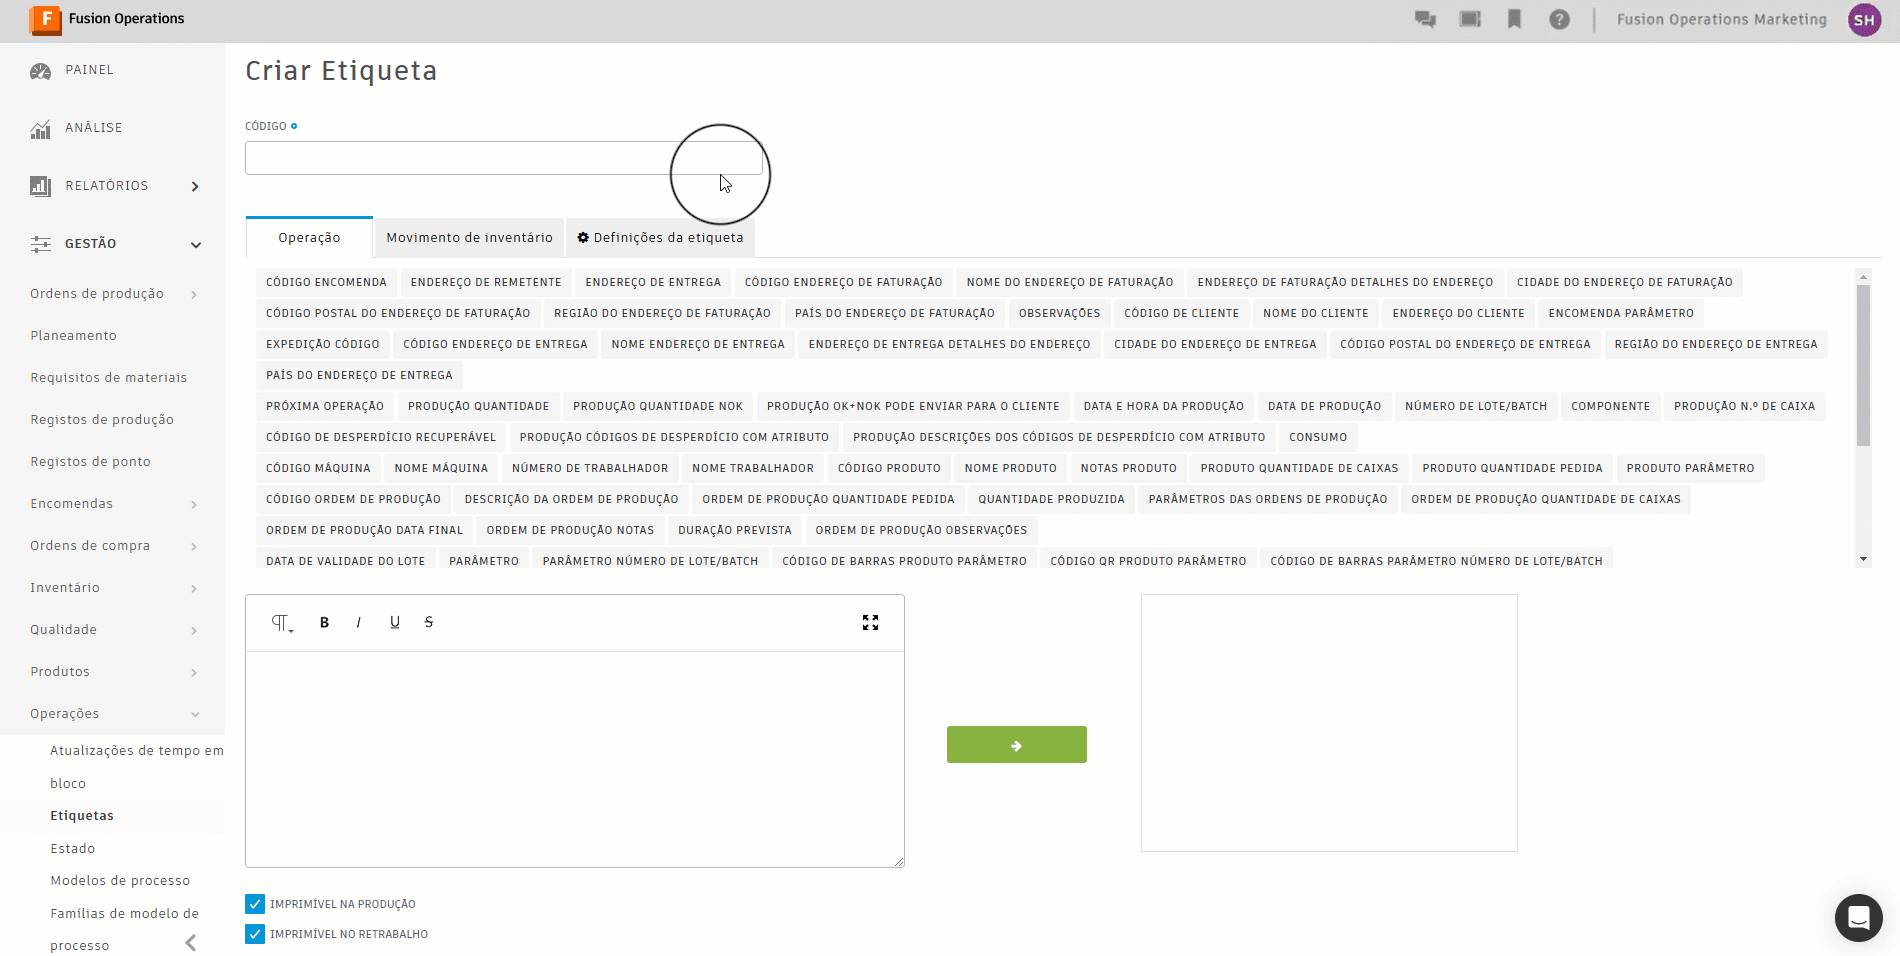 F Fusion Operations
Fusion Operations Marketing SH
PAINEL
ANÁLISE
RELATÓRIOS
GESTÃO
Ordens de produção
Planeamento
Requisitos de materiais
Registos de produção
Registos de ponto
Encomendas
Ordens de compra
Inventário
Qualidade
Produtos
Operações
Atualizações de tempo em
bloco
Etiquetas
Estado
Modelos de processo
Famílias de modelo de
processo
Criar Etiqueta
CÓDIGO
Operação Movimento de inventário Definições da etiqueta
CÓDIGO ENCOMENDA ENDEREÇO DE REMETENTE ENDEREÇO DE ENTREGA CÓDIGO ENDEREÇO DE FATURAÇÃO NOME DO ENDEREÇO DE FATURAÇÃO ENDEREÇO DE FATURAÇÃO DETALHES DO ENDEREÇO CIDADE DO ENDEREÇO DE FATURAÇÃO
CÓDIGO POSTAL DO ENDEREÇO DE FATURAÇÃO REGIÃO DO ENDEREÇO DE FATURAÇÃO PAÍS DO ENDEREÇO DE FATURAÇÃO OBSERVAÇÕES CÓDIGO DE CLIENTE NOME DO CLIENTE ENDEREÇO DO CLIENTE ENCOMENDA PARÂMETRO
EXPEDIÇÃO CÓDIGO CÓDIGO ENDEREÇO DE ENTREGA NOME ENDEREÇO DE ENTREGA ENDEREÇO DE ENTREGA DETALHES DO ENDEREÇO CIDADE DO ENDEREÇO DE ENTREGA CÓDIGO POSTAL DO ENDEREÇO DE ENTREGA REGIÃO DO ENDEREÇO DE ENTREGA
PAÍS DO ENDEREÇO DE ENTREGA
PRÓXIMA OPERAÇÃO PRODUÇÃO QUANTIDADE PRODUÇÃO QUANTIDADE NOK PRODUÇÃO OK+NOK PODE ENVIAR PARA O CLIENTE DATA E HORA DA PRODUÇÃO DATA DE PRODUÇÃO NÚMERO DE LOTE/BATCH COMPONENTE PRODUÇÃO N.º DE CAIXA
CÓDIGO DE DESPERDÍCIO RECUPERÁVEL PRODUÇÃO CÓDIGOS DE DESPERDÍCIO COM ATRIBUTO PRODUÇÃO DESCRIÇÕES DOS CÓDIGOS DE DESPERDÍCIO COM ATRIBUTO CONSUMO
CÓDIGO MÁQUINA NOME MÁQUINA NÚMERO DE TRABALHADOR NOME TRABALHADOR CÓDIGO PRODUTO NOME PRODUTO NOTAS PRODUTO PRODUTO QUANTIDADE DE CAIXAS PRODUTO QUANTIDADE PEDIDA PRODUTO PARÂMETRO
CÓDIGO ORDEM DE PRODUÇÃO DESCRIÇÃO DA ORDEM DE PRODUÇÃO ORDEM DE PRODUÇÃO QUANTIDADE PEDIDA QUANTIDADE PRODUZIDA PARÂMETROS DAS ORDENS DE PRODUÇÃO ORDEM DE PRODUÇÃO QUANTIDADE DE CAIXAS
ORDEM DE PRODUÇÃO DATA FINAL ORDEM DE PRODUÇÃO NOTAS DURAÇÃO PREVISTA ORDEM DE PRODUÇÃO OBSERVAÇÕES
DATA DE VALIDADE DO LOTE PARÂMETRO PARÂMETRO NÚMERO DE LOTE/BATCH CÓDIGO DE BARRAS PRODUTO PARÂMETRO CÓDIGO QR PRODUTO PARÂMETRO CÓDIGO DE BARRAS PARÂMETRO NÚMERO DE LOTE/BATCH
B I U S
IMPRIMÍVEL NA PRODUÇÃO
IMPRIMÍVEL NO RETRABALHO